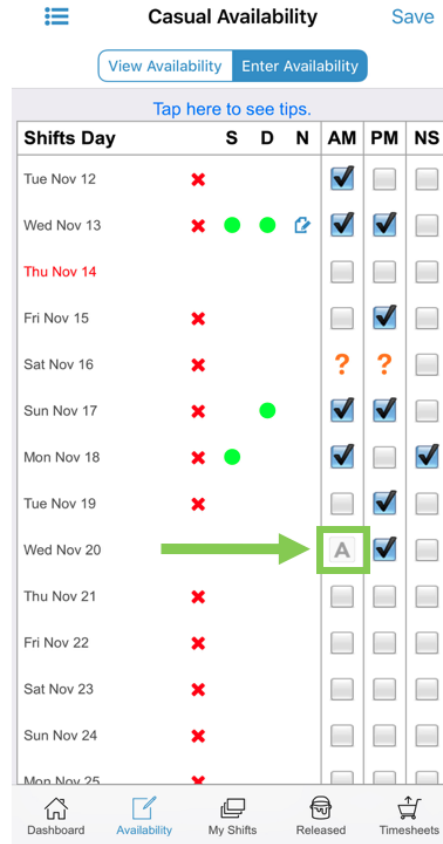 Casual Availability Save
View Availability Enter Availability
Tap here to see tips.
Shifts Day S D N AM PM NS
Tue Nov 12
Wed Nov 13
Thu Nov 14
Fri Nov 15
Sat Nov 16 ? ?
Sun Nov 17
Mon Nov 18
Tue Nov 19
Wed Nov 20 A
Thu Nov 21
Fri Nov 22
Sat Nov 23
Sun Nov 24
Mon Nov 25
Dashboard Availability My Shifts Released Timesheets